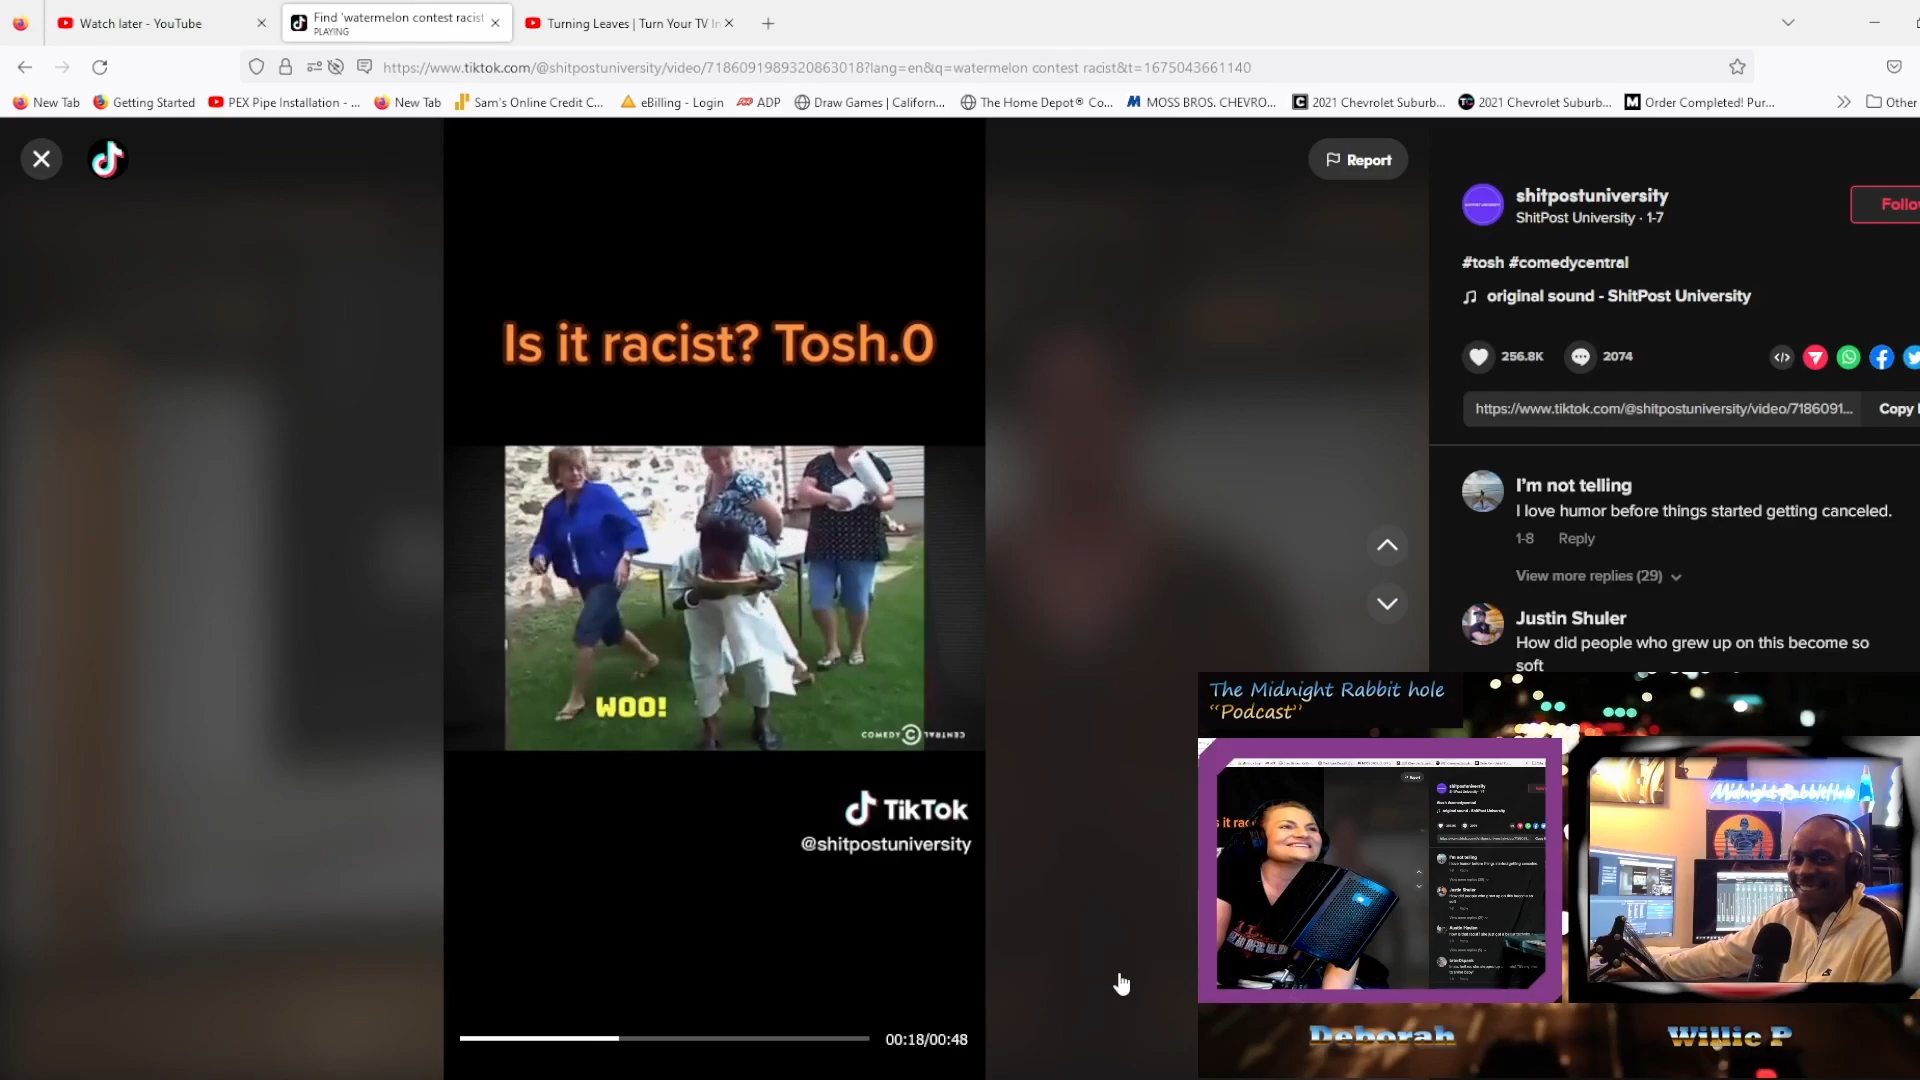 Watch later - YouTube
Find 'watermelon contest racist
PLAYING
Turning Leaves | Turn Your TV In
https://www.tiktok.com/@shitpostuniversity/video/7186091989320863018?lang=en&q=watermelon contest racist&t=1675043661140
New Tab
Getting Started
PEX Pipe Installation - ...
New Tab
Sam's Online Credit C...
eBilling - Login
ADP
Draw Games | Californ...
The Home Depot® Co...
MOSS BROS. CHEVRO...
2021 Chevrolet Suburb...
2021 Chevrolet Suburb...
Order Completed! Pur...
Other
Report
shitpostuniversity
ShitPost University · 1-7
Follo
#tosh #comedycentral
original sound - ShitPost University
256.8K
2074
https://www.tiktok.com/@shitpostuniversity/video/7186091...
Copy
I'm not telling
I love humor before things started getting canceled.
1-8 Reply
View more replies (29)
Justin Shuler
How did people who grew up on this become so
soft
Is it racist? Tosh.0
WOO!
COMEDY CENTRAL
TikTok
@shitpostuniversity
00:18/00:48
The Midnight Rabbit hole
"Podcast"
Midnight RabbitHole
Deborah
Willie P